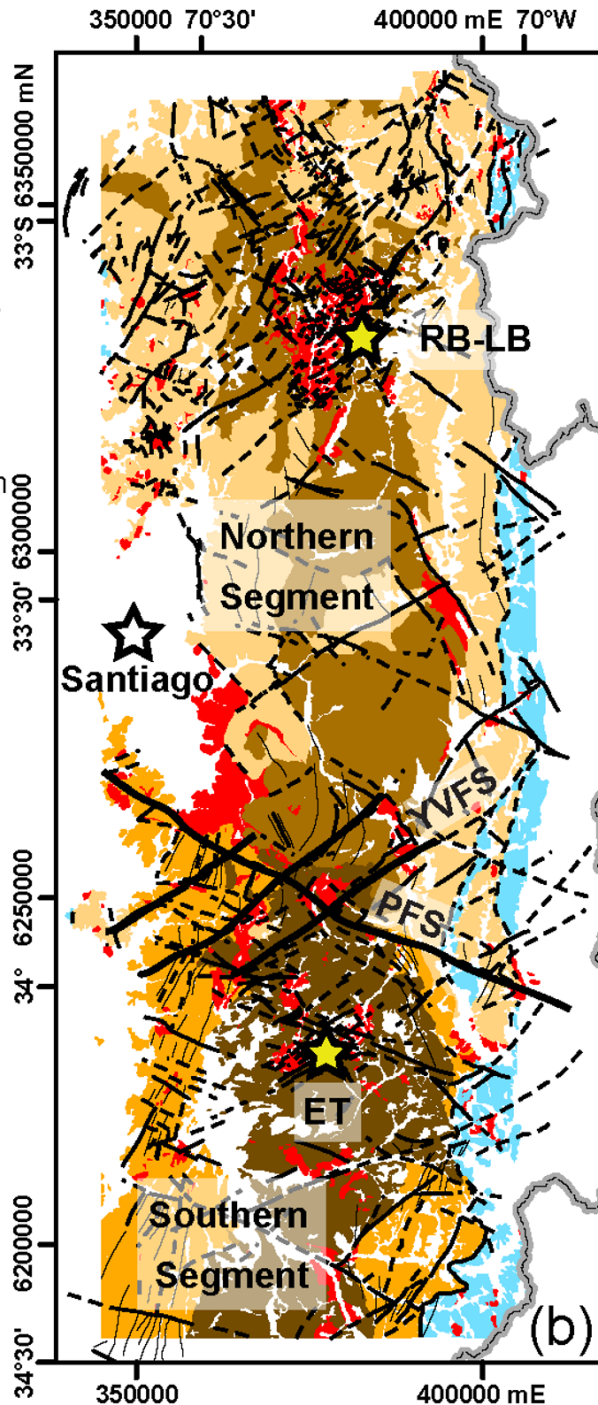 350000 70°30' 400000 mE 70°W
6350000 mN
33°S
RB-LB
6300000
Northern
Segment
33°30'
Santiago
YVFS
PFS
6250000
34°
ET
Southern
Segment
6200000
(b)
34°30'
350000 400000 mE